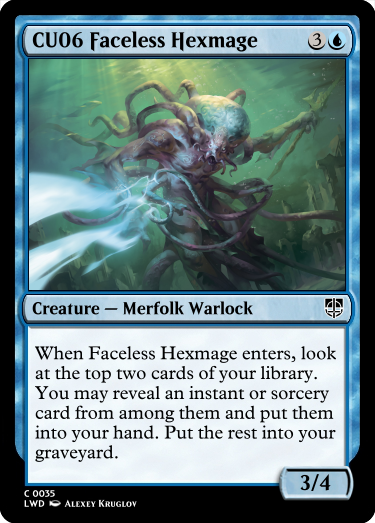 CU06 Faceless Hexmage 3
Creature — Merfolk Warlock
When Faceless Hexmage enters, look
at the top two cards of your library.
You may reveal an instant or sorcery
card from among them and put them
into your hand. Put the rest into your
graveyard.
3/4
C 0035
LWD Alexey Kruglov